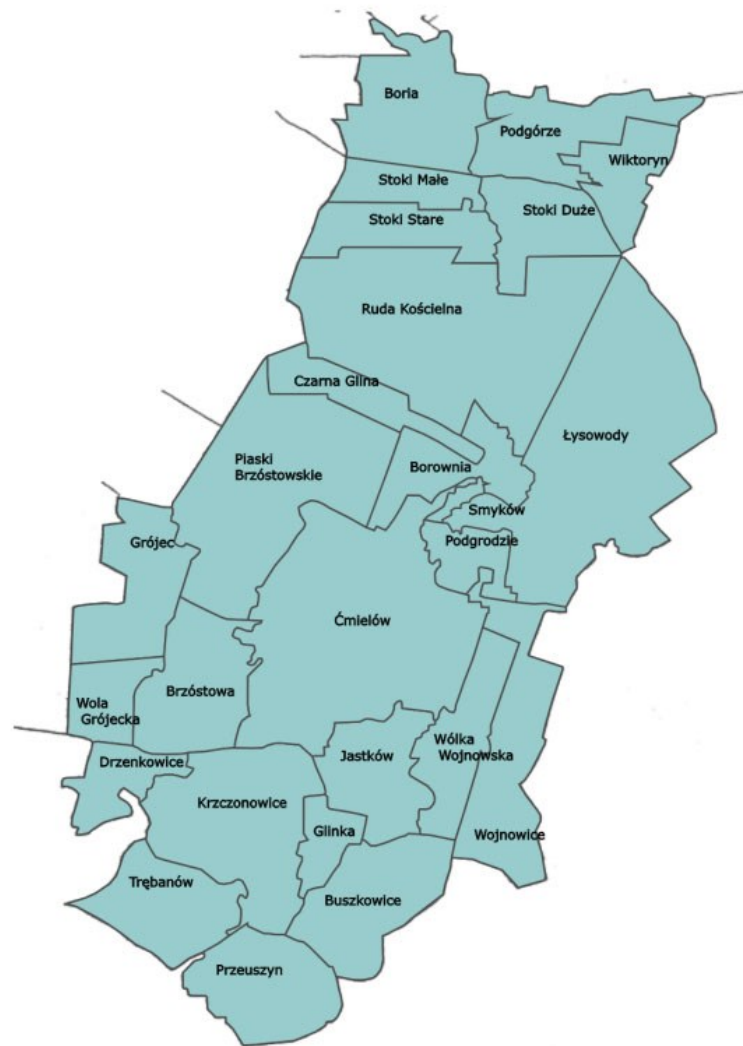 Boria
Podgórze
Wiktoryn
Stoki Małe
Stoki Duże
Stoki Stare
Ruda Kościelna
Czarna Glina
Łysowody
Piaski
Brzóstowskie
Borownia
Smyków
Podgrodzie
Grójec
Ćmielów
Brzóstowa
Wola
Grójecka
Drzenkowice
Jastków
Wólka
Wojnowska
Krzczonowice
Glinka
Wojnowice
Trębanów
Buszkowice
Przeuszyn